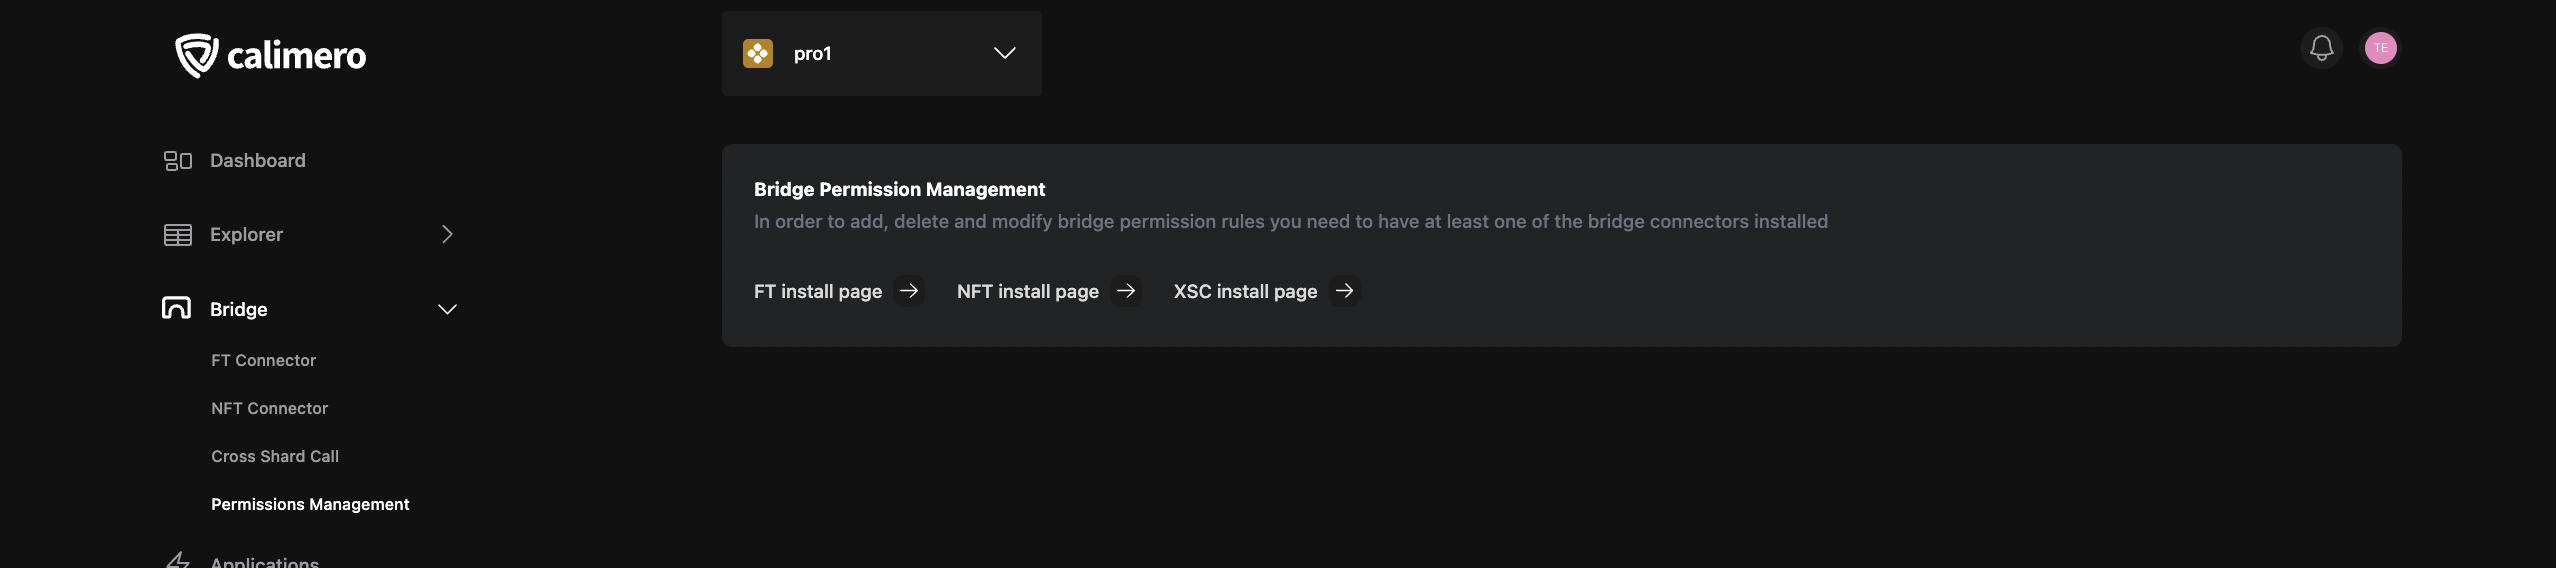 calimero
pro1
TE
Dashboard
Explorer
Bridge
FT Connector
NFT Connector
Cross Shard Call
Permissions Management
Applications
Bridge Permission Management
In order to add, delete and modify bridge permission rules you need to have at least one of the bridge connectors installed
FT install page
NFT install page
XSC install page